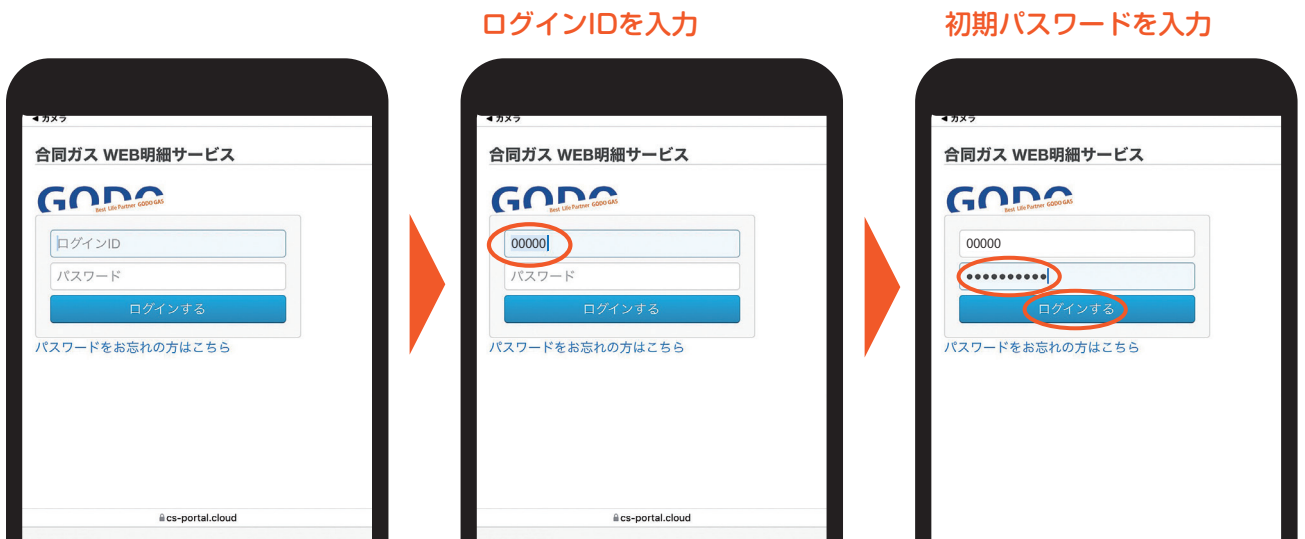 ログインIDを入力
初期パスワードを入力
◀ カメラ
合同ガス WEB明細サービス
GODO
Best Life Partner GODO GAS
ログインID
パスワード
ログインする
パスワードをお忘れの方はこちら
cs-portal.cloud
◀ カメラ
合同ガス WEB明細サービス
GODO
Best Life Partner GODO GAS
00000
パスワード
ログインする
パスワードをお忘れの方はこちら
cs-portal.cloud
◀ カメラ
合同ガス WEB明細サービス
GODO
Best Life Partner GODO GAS
00000
●●●●●●●●●●
ログインする
パスワードをお忘れの方はこちら